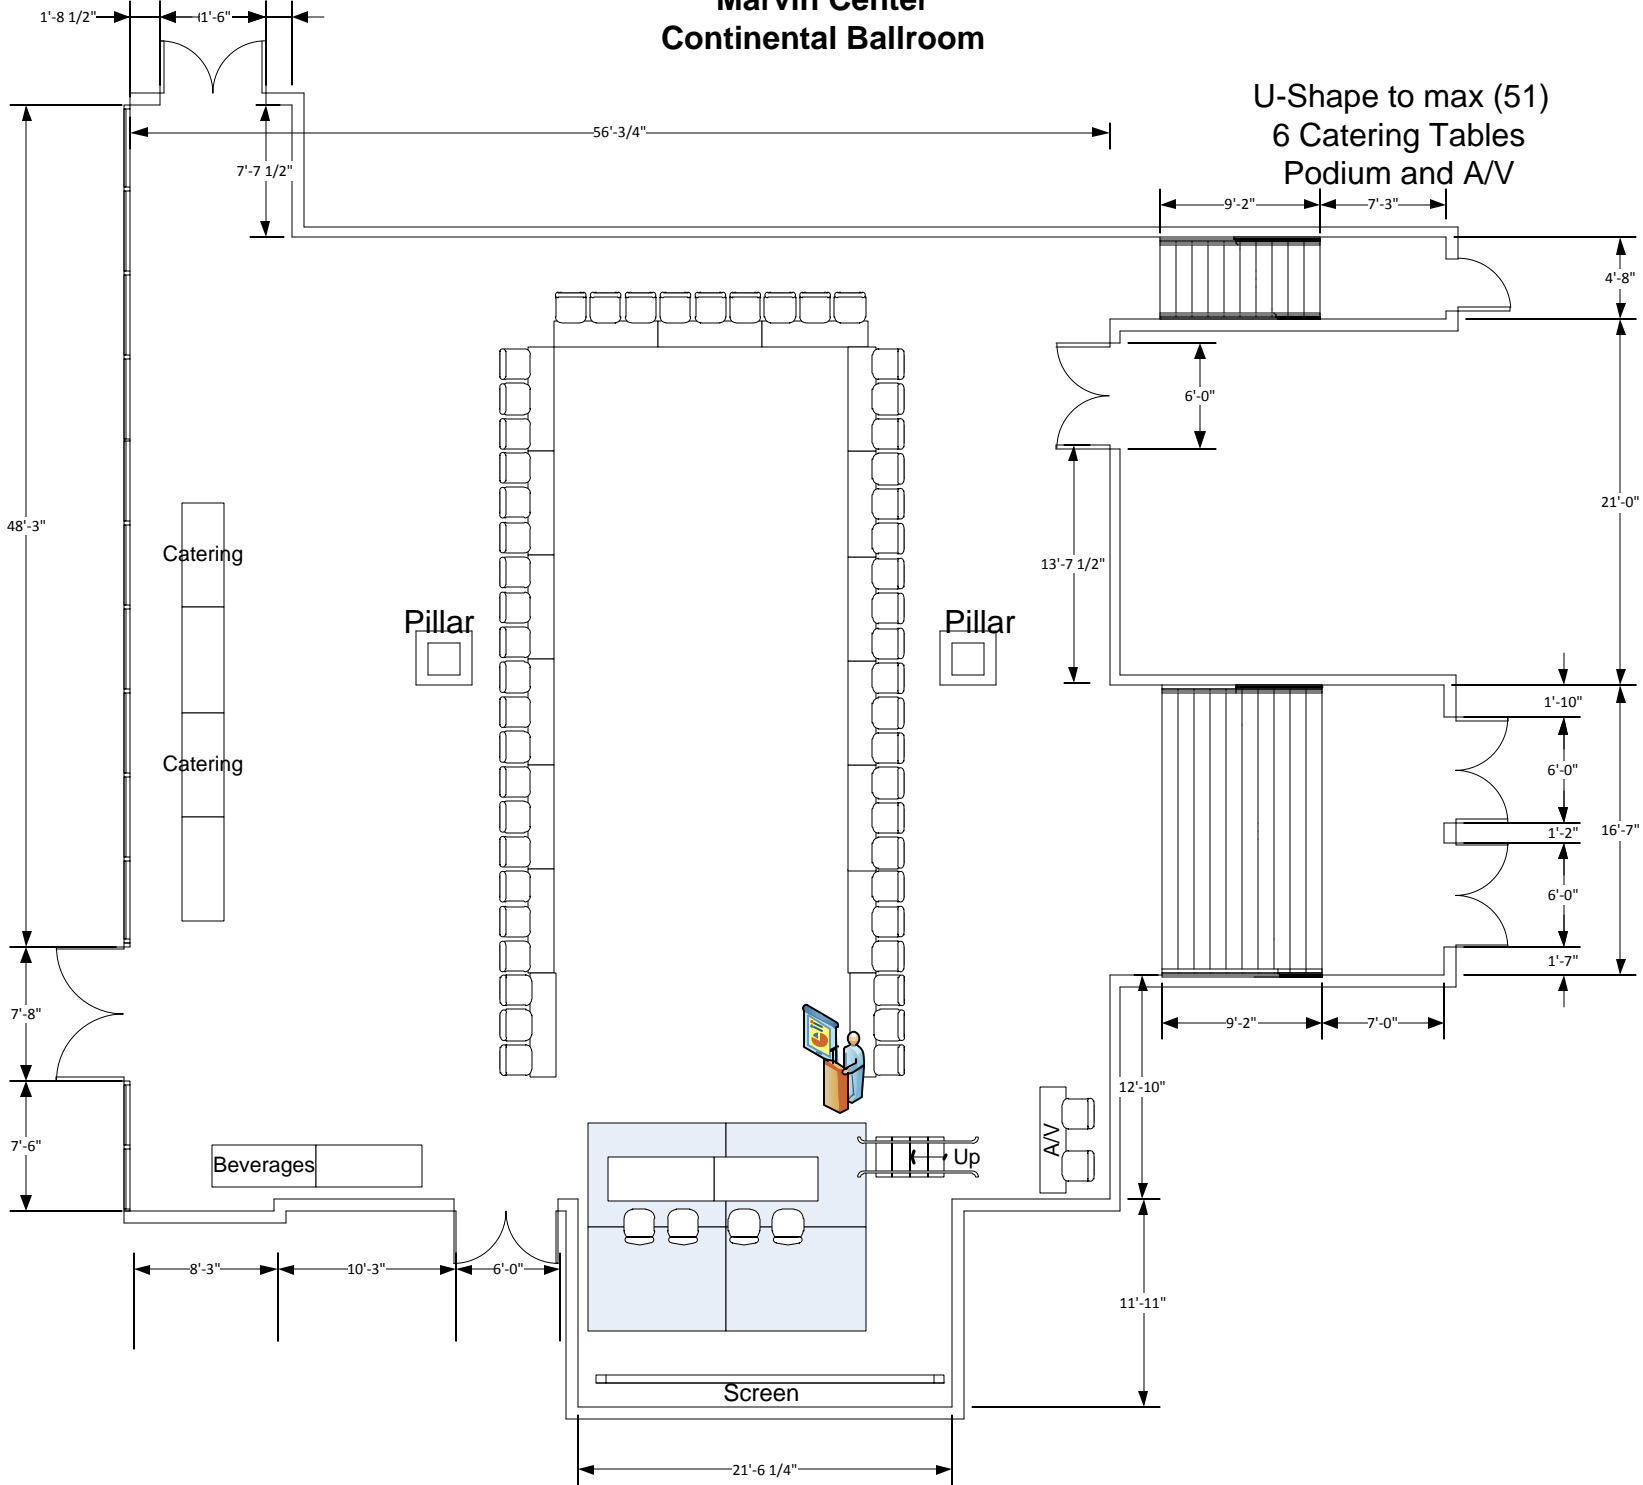 Marvin Center
Continental Ballroom
U-Shape to max (51)
6 Catering Tables
Podium and A/V
1'-8 1/2"
1'-6"
56'-3/4"
7'-7 1/2"
9'-2"
7'-3"
4'-8"
6'-0"
48'-3"
21'-0"
Catering
13'-7 1/2"
Pillar
Pillar
1'-10"
Catering
6'-0"
1'-2"
16'-7"
6'-0"
1'-7"
7'-8"
9'-2"
7'-0"
12'-10"
7'-6"
A/V
Beverages
Up
8'-3"
10'-3"
6'-0"
11'-11"
Screen
21'-6 1/4"